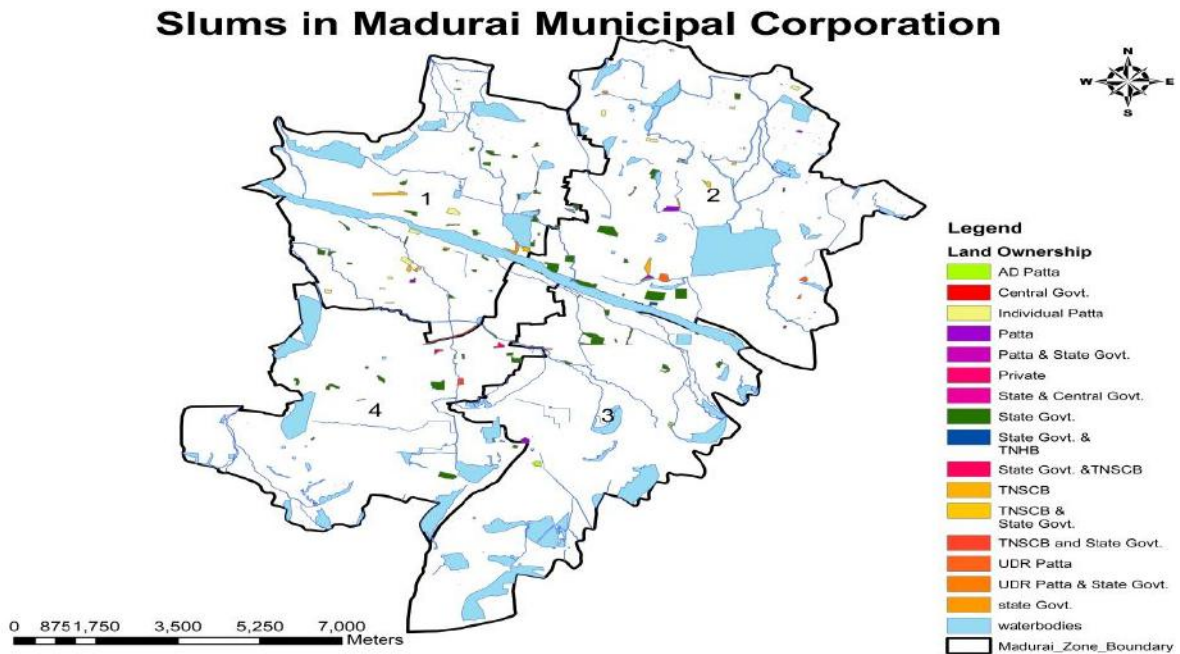 Slums in Madurai Municipal Corporation
N
W E
S
1
2
3
4
Legend
Land Ownership
AD Patta
Central Govt.
Individual Patta
Patta
Patta & State Govt.
Private
State & Central Govt.
State Govt.
State Govt. &
TNHB
State Govt. &TNSCB
TNSCB
TNSCB &
State Govt.
TNSCB and State Govt.
UDR Patta
UDR Patta & State Govt.
state Govt.
waterbodies
Madurai_Zone_Boundary
0 8751,750 3,500 5,250 7,000
Meters